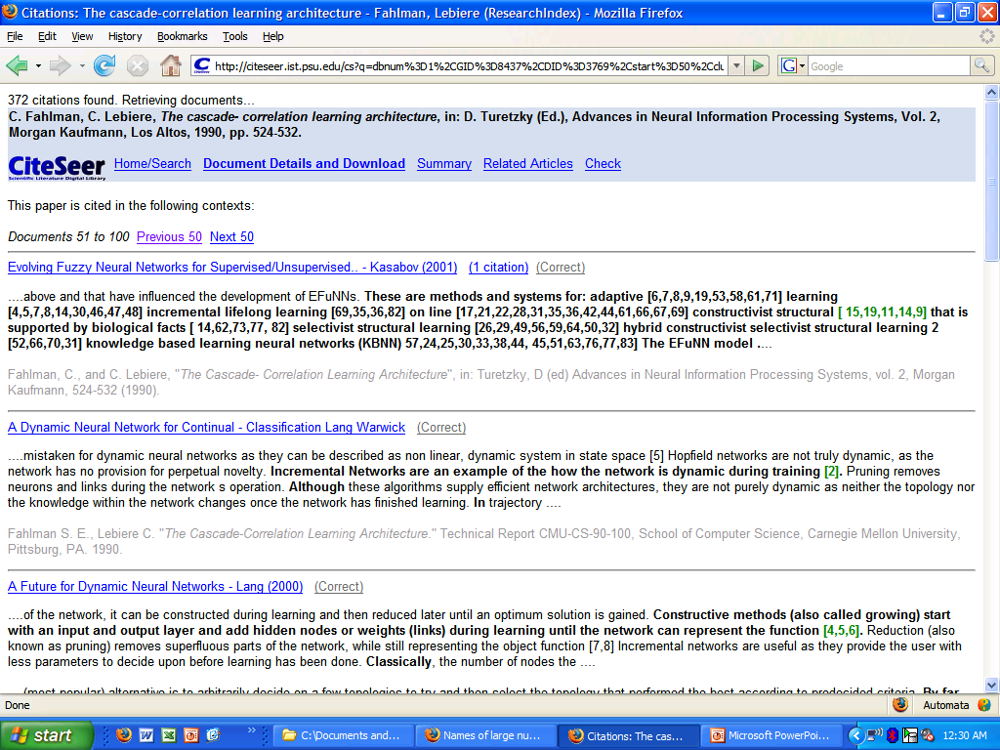 Citations: The cascade-correlation learning architecture - Fahlman, Lebiere (ResearchIndex) - Mozilla Firefox
File Edit View History Bookmarks Tools Help
http://citeseer.ist.psu.edu/cs?q=dbnum%3D1%2CGID%3D8437%2CDID%3D3769%2Cstart%3D50%2Cclu
Google
372 citations found. Retrieving documents...
C. Fahlman, C. Lebiere, The cascade- correlation learning architecture, in: D. Turetzky (Ed.), Advances in Neural Information Processing Systems, Vol. 2,
Morgan Kaufmann, Los Altos, 1990, pp. 524-532.
CiteSeer Home/Search Document Details and Download Summary Related Articles Check
Scientific Literature Digital Library
This paper is cited in the following contexts:
Documents 51 to 100 Previous 50 Next 50
Evolving Fuzzy Neural Networks for Supervised/Unsupervised.. - Kasabov (2001) (1 citation) (Correct)
....above and that have influenced the development of EFuNNs. These are methods and systems for: adaptive [6,7,8,9,19,53,58,61,71] learning
[4,5,7,8,14,30,46,47,48] incremental lifelong learning [69,35,36,82] on line [17,21,22,28,31,35,36,42,44,61,66,67,69] constructivist structural [ 15,19,11,14,9] that is
supported by biological facts [ 14,62,73,77, 82] selectivist structural learning [26,29,49,56,59,64,50,32] hybrid constructivist selectivist structural learning 2
[52,66,70,31] knowledge based learning neural networks (KBNN) 57,24,25,30,33,38,44, 45,51,63,76,77,83] The EFuNN model ....
Fahlman, C., and C. Lebiere, "The Cascade- Correlation Learning Architecture", in: Turetzky, D (ed) Advances in Neural Information Processing Systems, vol. 2, Morgan
Kaufmann, 524-532 (1990).
A Dynamic Neural Network for Continual - Classification Lang Warwick (Correct)
....mistaken for dynamic neural networks as they can be described as non linear, dynamic system in state space [5] Hopfield networks are not truly dynamic, as the
network has no provision for perpetual novelty. Incremental Networks are an example of the how the network is dynamic during training [2]. Pruning removes
neurons and links during the network s operation. Although these algorithms supply efficient network architectures, they are not purely dynamic as neither the topology nor
the knowledge within the network changes once the network has finished learning. In trajectory ....
Fahlman S. E., Lebiere C. "The Cascade-Correlation Learning Architecture." Technical Report CMU-CS-90-100, School of Computer Science, Carnegie Mellon University,
Pittsburg, PA. 1990.
A Future for Dynamic Neural Networks - Lang (2000) (Correct)
....of the network, it can be constructed during learning and then reduced later until an optimum solution is gained. Constructive methods (also called growing) start
with an input and output layer and add hidden nodes or weights (links) during learning until the network can represent the function [4,5,6]. Reduction (also
known as pruning) removes superfluous parts of the network, while still representing the object function [7,8] Incremental networks are useful as they provide the user with
less parameters to decide upon before learning has been done. Classically, the number of nodes the ....
.... (most popular) alternative is to arbitrarily decide on a few topologies to try and then select the topology that performed the best according to predecided criteria. By far
Done Automata
start C:\Documents and... Names of large nu... Citations: The cas... Microsoft PowerPoi... 12:30 AM